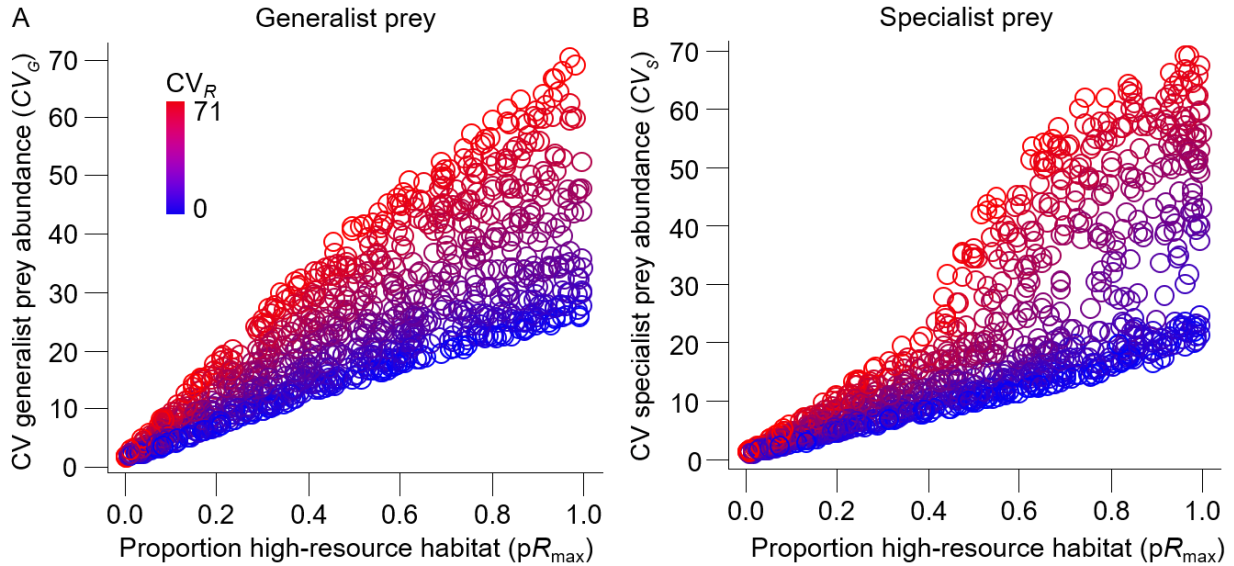 A
Generalist prey
CV generalist prey abundance (CV_G)
70
60
50
40
30
20
10
0
CV_R
71
0
0.0 0.2 0.4 0.6 0.8 1.0
Proportion high-resource habitat (pR_max)
B
Specialist prey
CV specialist prey abundance (CV_S)
70
60
50
40
30
20
10
0
0.0 0.2 0.4 0.6 0.8 1.0
Proportion high-resource habitat (pR_max)